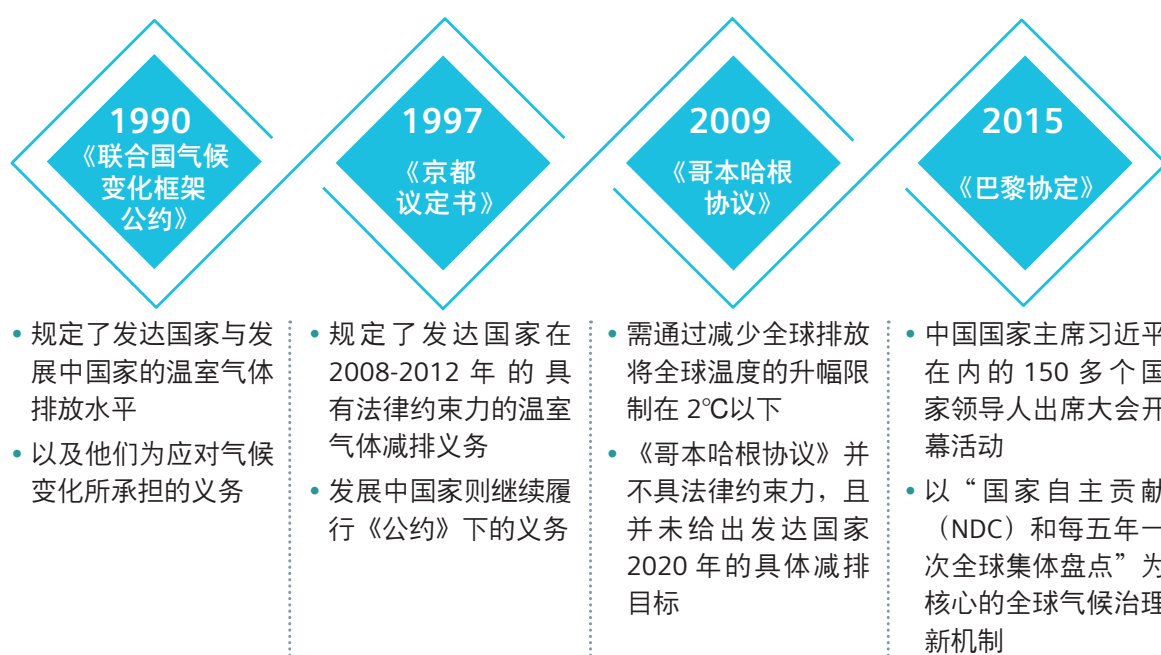 1990
《联合国气候
变化框架
公约》
• 规定了发达国家与发
展中国家的温室气体
排放水平
• 以及他们为应对气候
变化所承担的义务
1997
《京都
议定书》
• 规定了发达国家在
2008-2012 年的具
有法律约束力的温室
气体减排义务
• 发展中国家则继续履
行《公约》下的义务
2009
《哥本哈根
协议》
• 需通过减少全球排放
将全球温度的升幅限
制在 2℃以下
• 《哥本哈根协议》并
不具法律约束力，且
并未给出发达国家
2020 年的具体减排
目标
2015
《巴黎协定》
• 中国国家主席习近平
在内的 150 多个国
家领导人出席大会开
幕活动
• 以“国家自主贡献
（NDC）和每五年一
次全球集体盘点”为
核心的全球气候治理
新机制